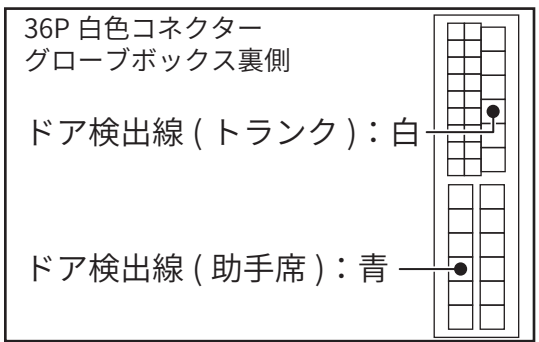 36P 白色コネクター
グローブボックス裏側
ドア検出線 ( トランク )：白
ドア検出線 ( 助手席 )：青